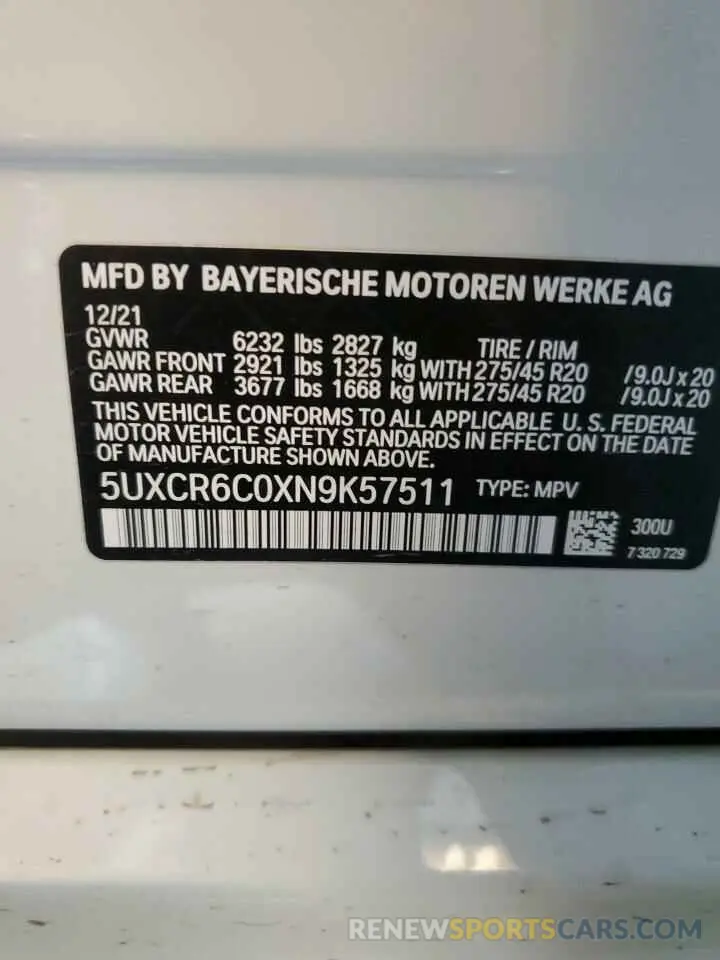 MFD BY BAYERISCHE MOTOREN WERKE AG
12/21
GVWR 6232 lbs 2827 kg TIRE / RIM
GAWR FRONT 2921 lbs 1325 kg WITH 275/45 R20 /9.0J x 20
GAWR REAR 3677 lbs 1668 kg WITH 275/45 R20 /9.0J x 20
THIS VEHICLE CONFORMS TO ALL APPLICABLE U. S. FEDERAL
MOTOR VEHICLE SAFETY STANDARDS IN EFFECT ON THE DATE
OF MANUFACTURE SHOWN ABOVE.
5UXCR6C0XN9K57511 TYPE: MPV
300U
7 320 729
RENEWSPORTSCARS.COM